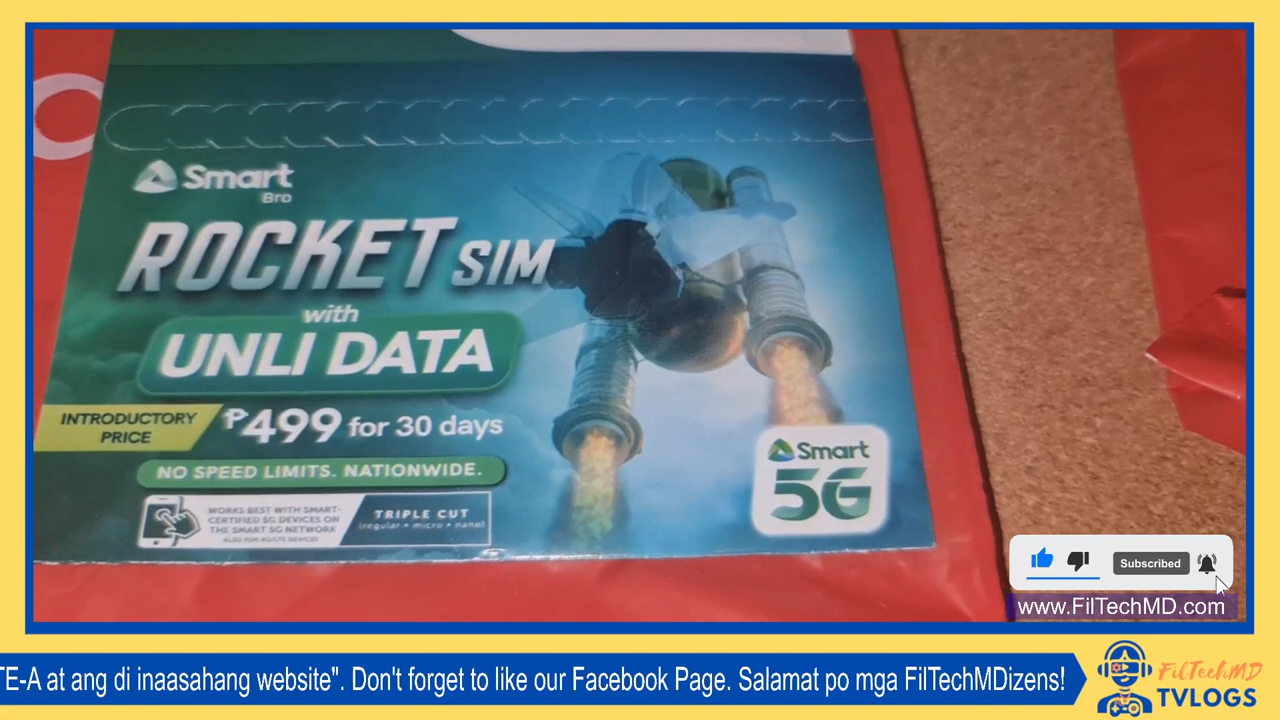 Smart
Bro
ROCKET SIM
with
UNLI DATA
INTRODUCTORY
PRICE
₱499 for 30 days
NO SPEED LIMITS. NATIONWIDE.
WORKS BEST WITH SMART-
CERTIFIED 5G DEVICES ON
THE SMART 5G NETWORK
ALSO FOR 4G/LTE DEVICES
TRIPLE CUT
(regular • micro • nano)
Smart
5G
Subscribed
www.FilTechMD.com
TE-A at ang di inaasahang website". Don't forget to like our Facebook Page. Salamat po mga FilTechMDizens!
FilTechMD
TVLOGS